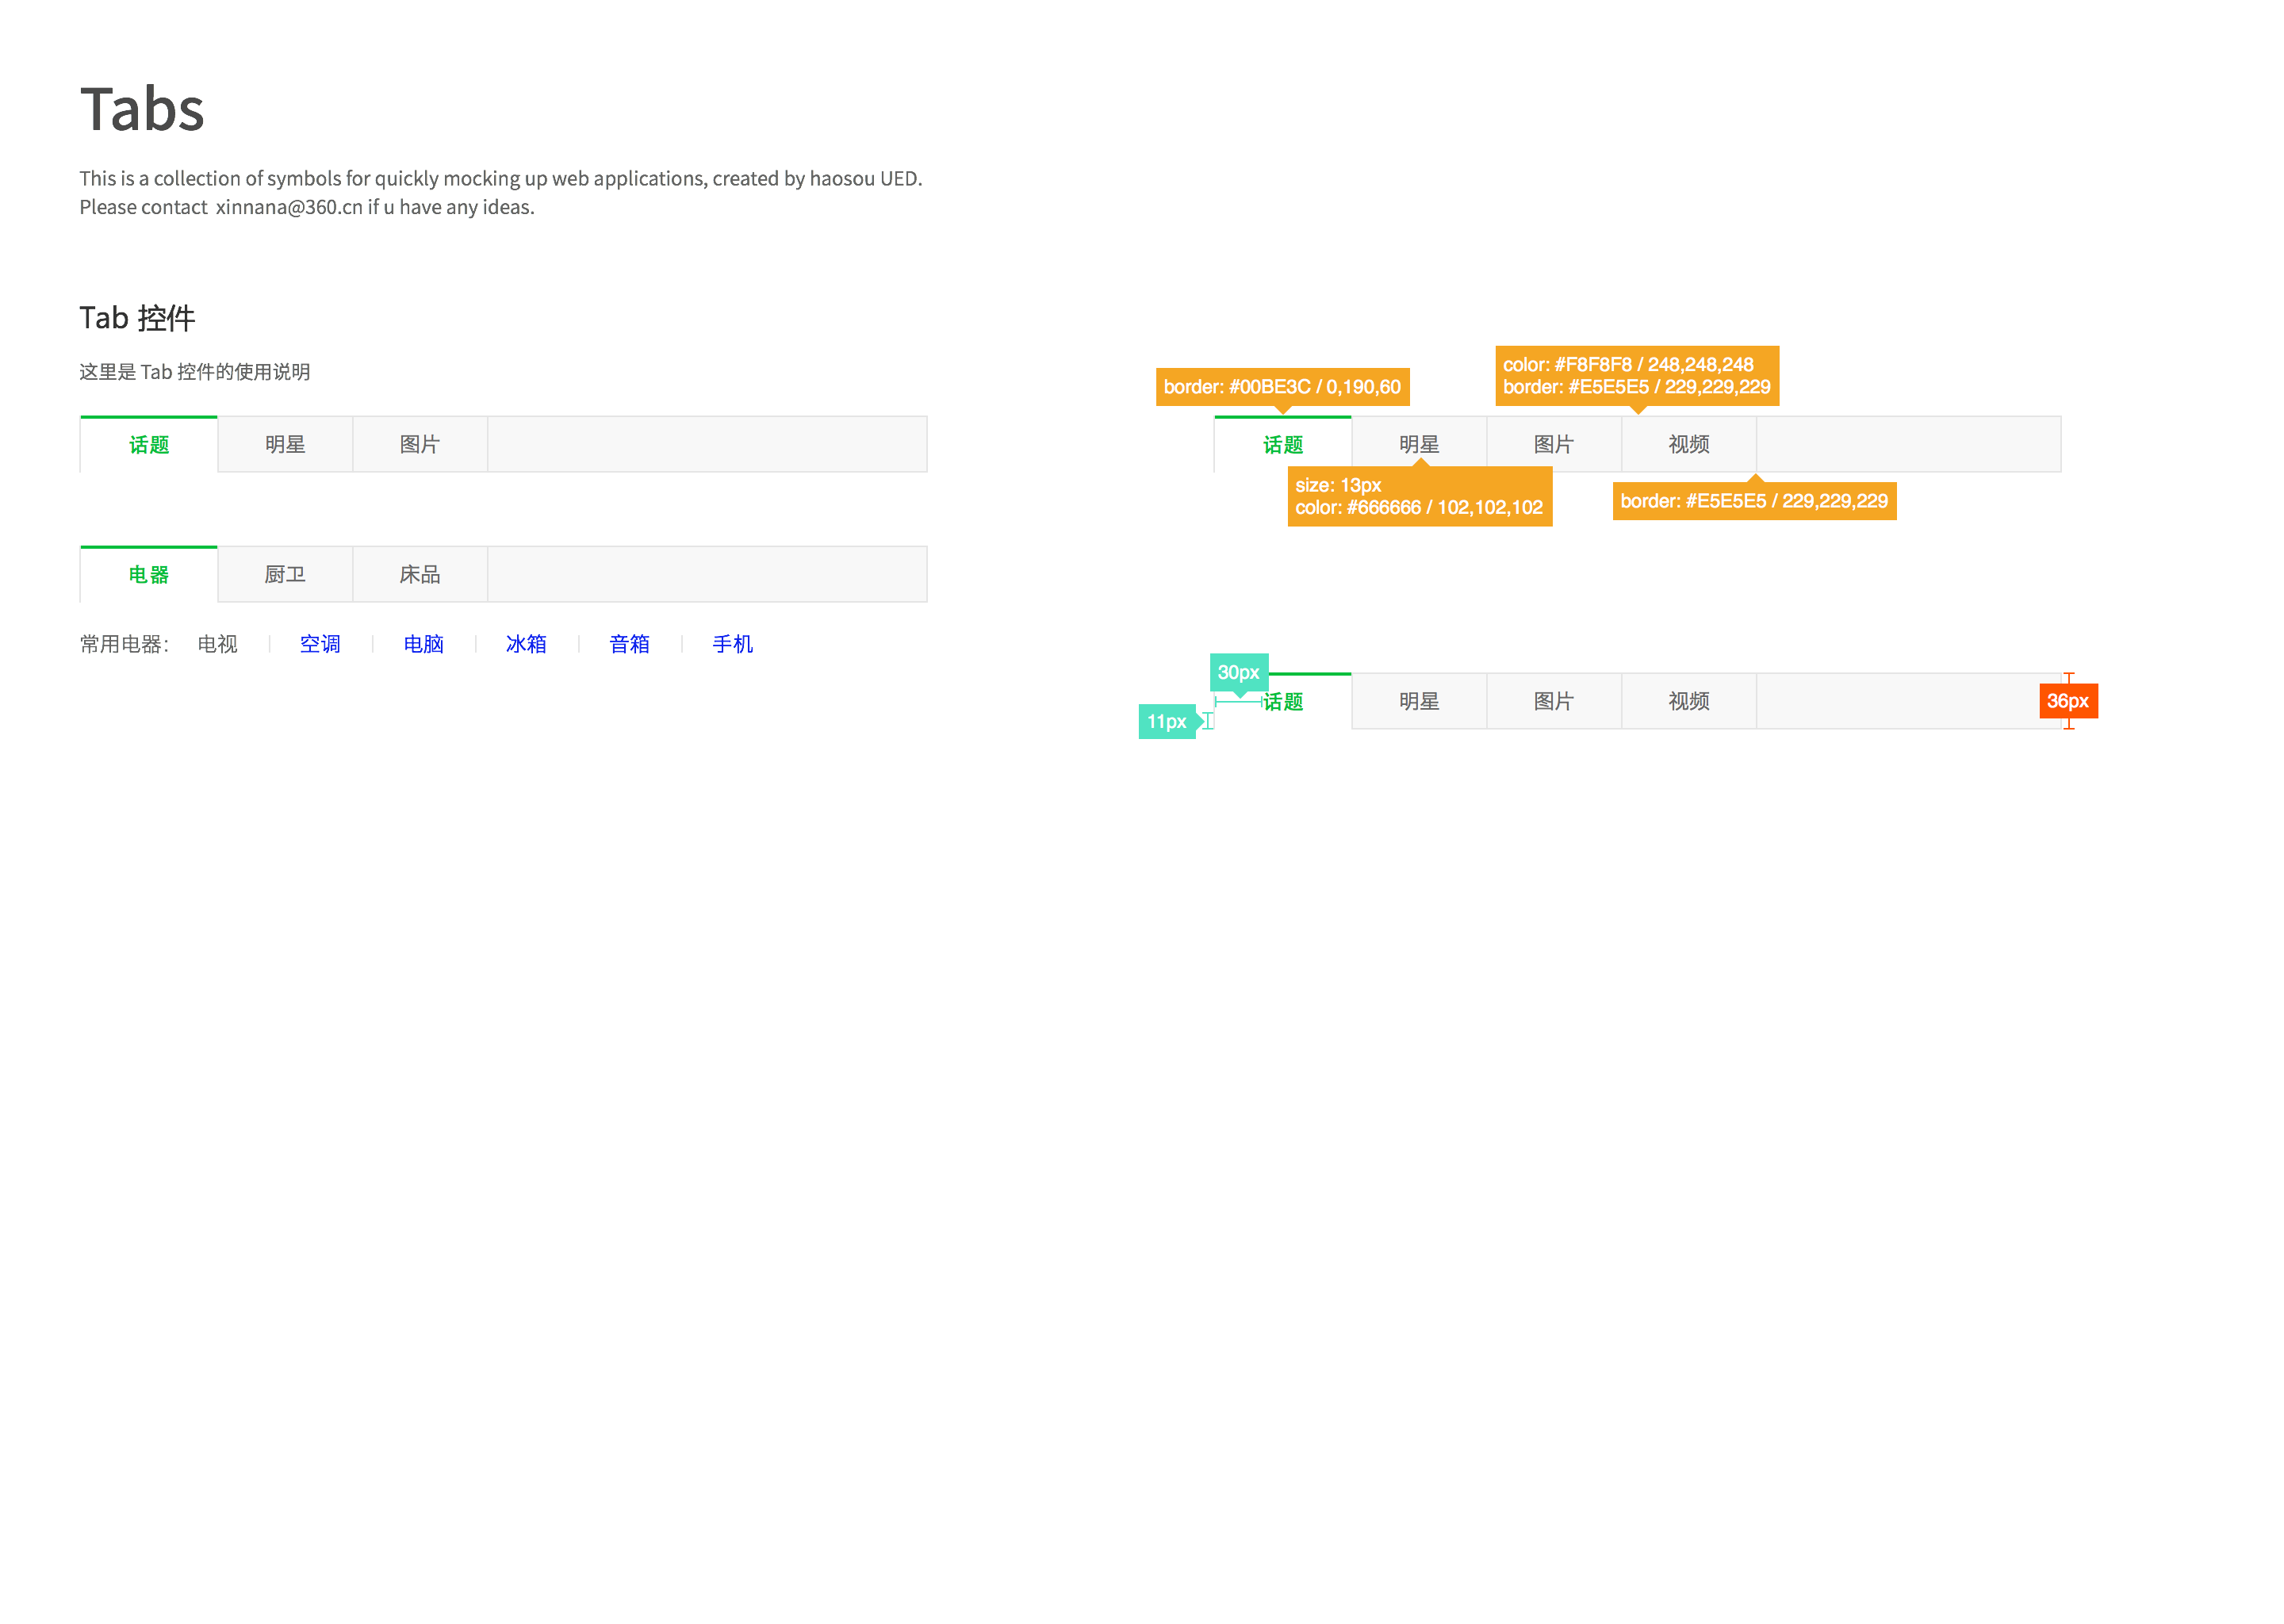 Tabs
This is a collection of symbols for quickly mocking up web applications, created by haosou UED.
Please contact  xinnana@360.cn if u have any ideas.
Tab 控件
这里是 Tab 控件的使用说明
话题 明星 图片
电器 厨卫 床品
常用电器： 电视 空调 电脑 冰箱 音箱 手机
color: #F8F8F8 / 248,248,248
border: #00BE3C / 0,190,60 border: #E5E5E5 / 229,229,229
话题 明星 图片 视频
size: 13px
color: #666666 / 102,102,102 border: #E5E5E5 / 229,229,229
30px
话题 明星 图片 视频 36px
11px